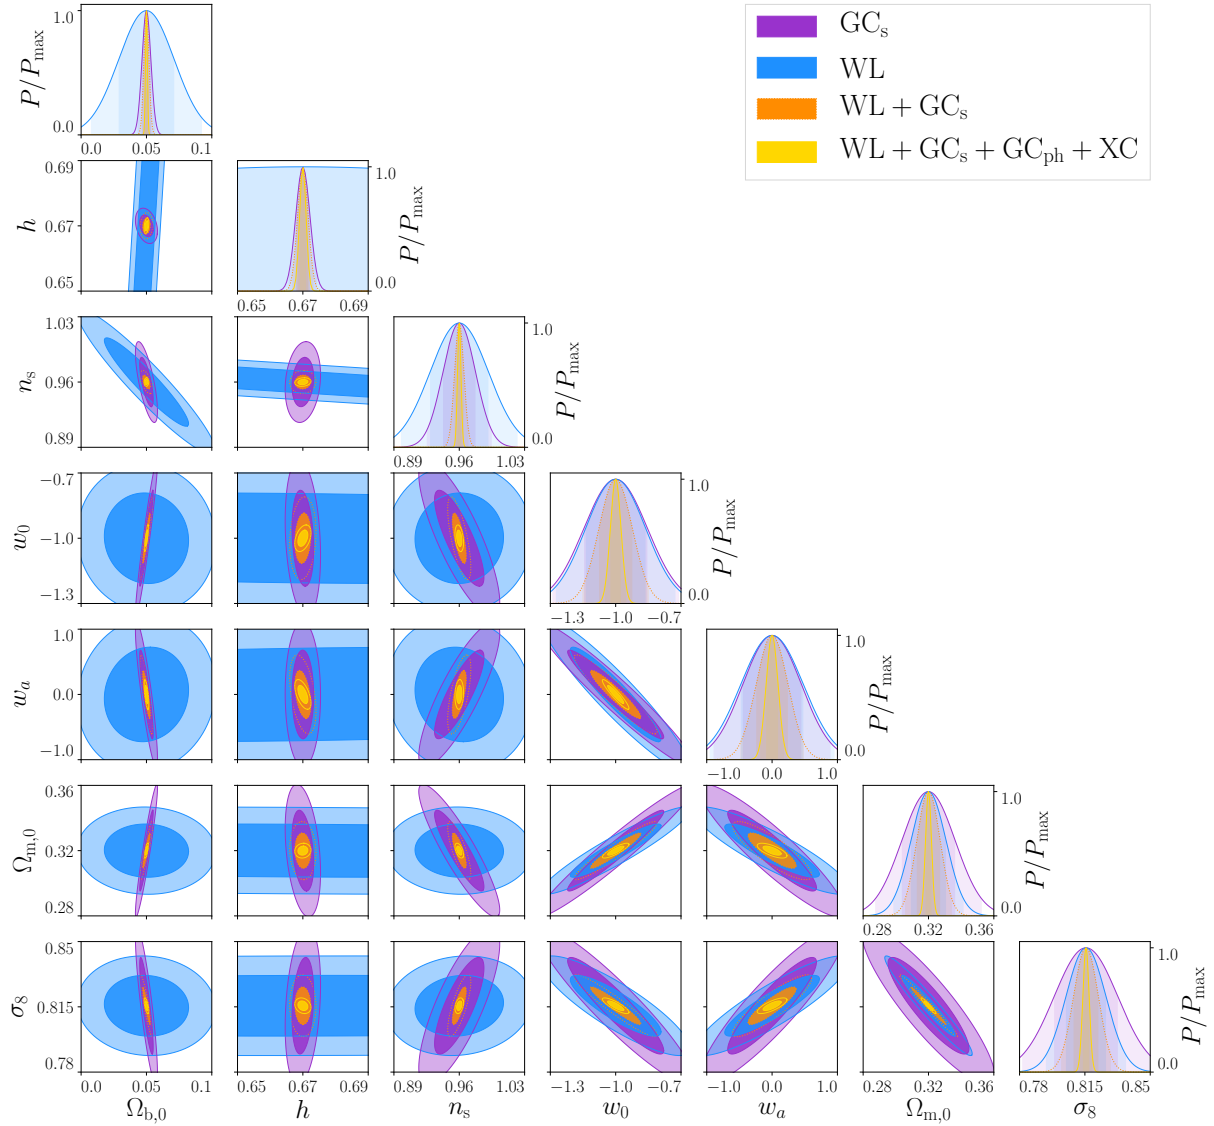 GC_s
WL
WL + GC_s
WL + GC_s + GC_ph + XC
1.0
P/P_max
0.0
0.0 0.05 0.1
0.69
h
0.67
0.65
1.0
P/P_max
0.0
0.65 0.67 0.69
1.03
n_s
0.96
0.89
1.0
P/P_max
0.0
0.89 0.96 1.03
−0.7
w_0
−1.0
−1.3
1.0
P/P_max
0.0
−1.3 −1.0 −0.7
1.0
w_a
0.0
−1.0
1.0
P/P_max
0.0
−1.0 0.0 1.0
0.36
Ω_m,0
0.32
0.28
1.0
P/P_max
0.0
0.28 0.32 0.36
0.85
σ_8
0.815
0.78
1.0
P/P_max
0.0
0.0 0.05 0.1 0.65 0.67 0.69 0.89 0.96 1.03 −1.3 −1.0 −0.7 −1.0 0.0 1.0 0.28 0.32 0.36 0.78 0.815 0.85
Ω_b,0 h n_s w_0 w_a Ω_m,0 σ_8